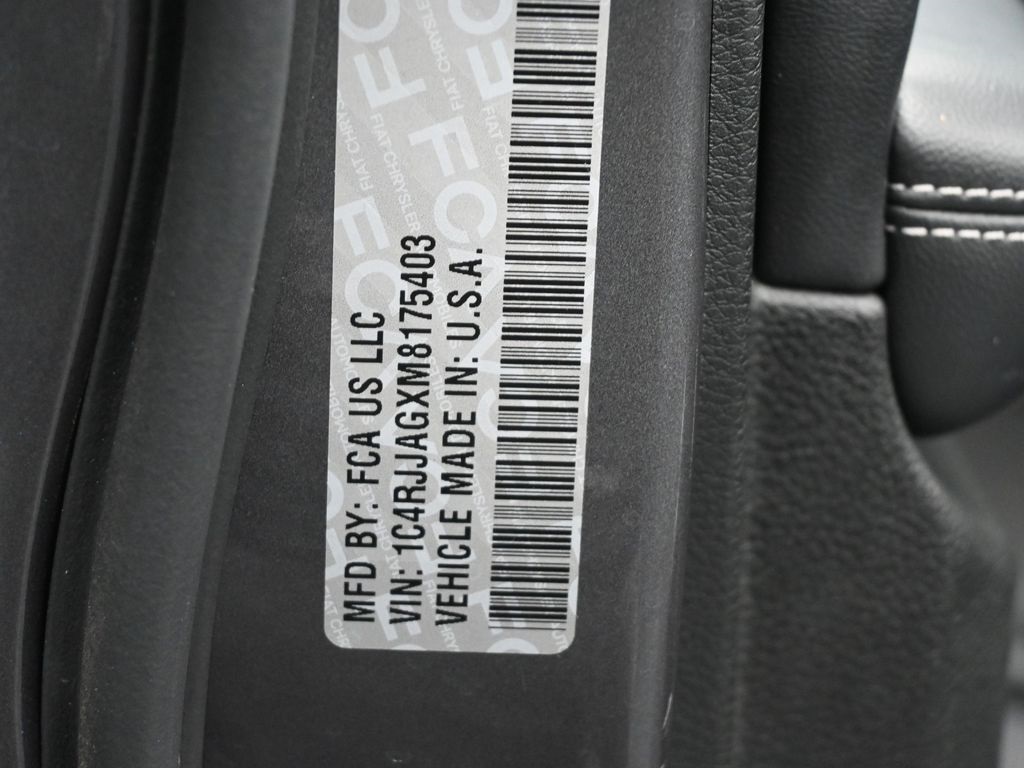 MFD BY: FCA US LLC
VIN: 1C4RJJAGXM8175403
VEHICLE MADE IN: U.S.A.